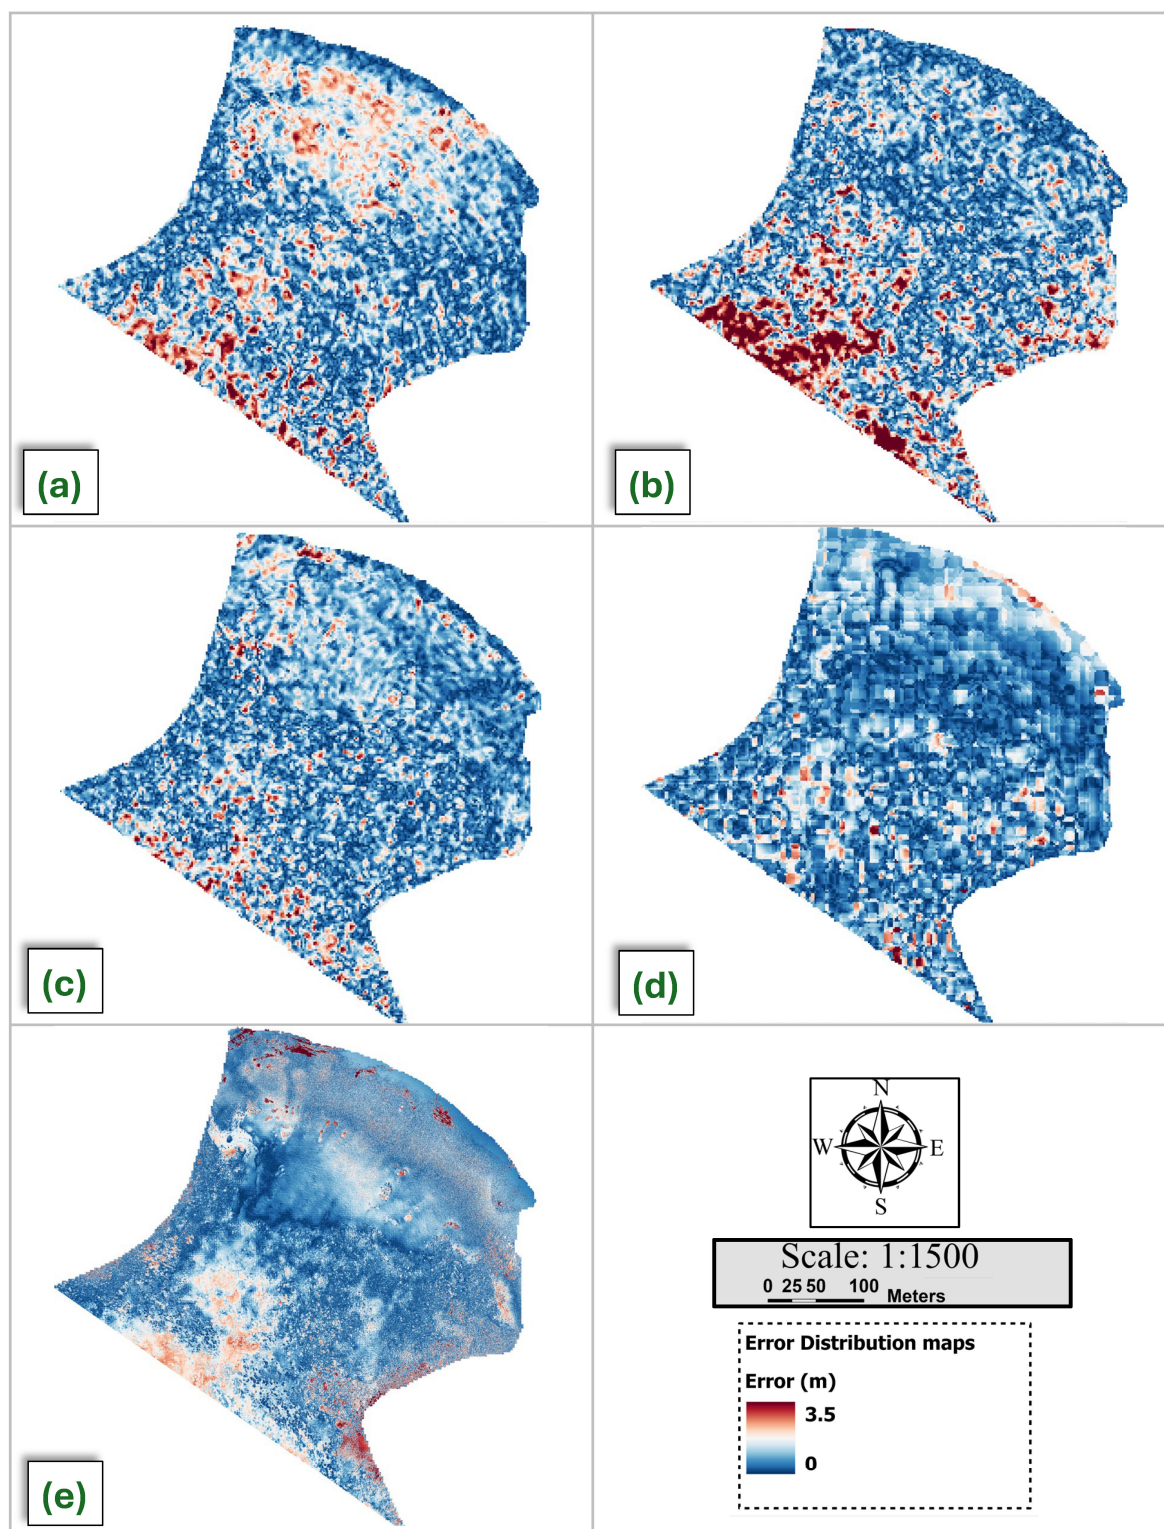 (a)
(b)
(c)
(d)
(e)
N
W
E
S
Scale: 1:1500
0 25 50 100 Meters
Error Distribution maps
Error (m)
3.5
0